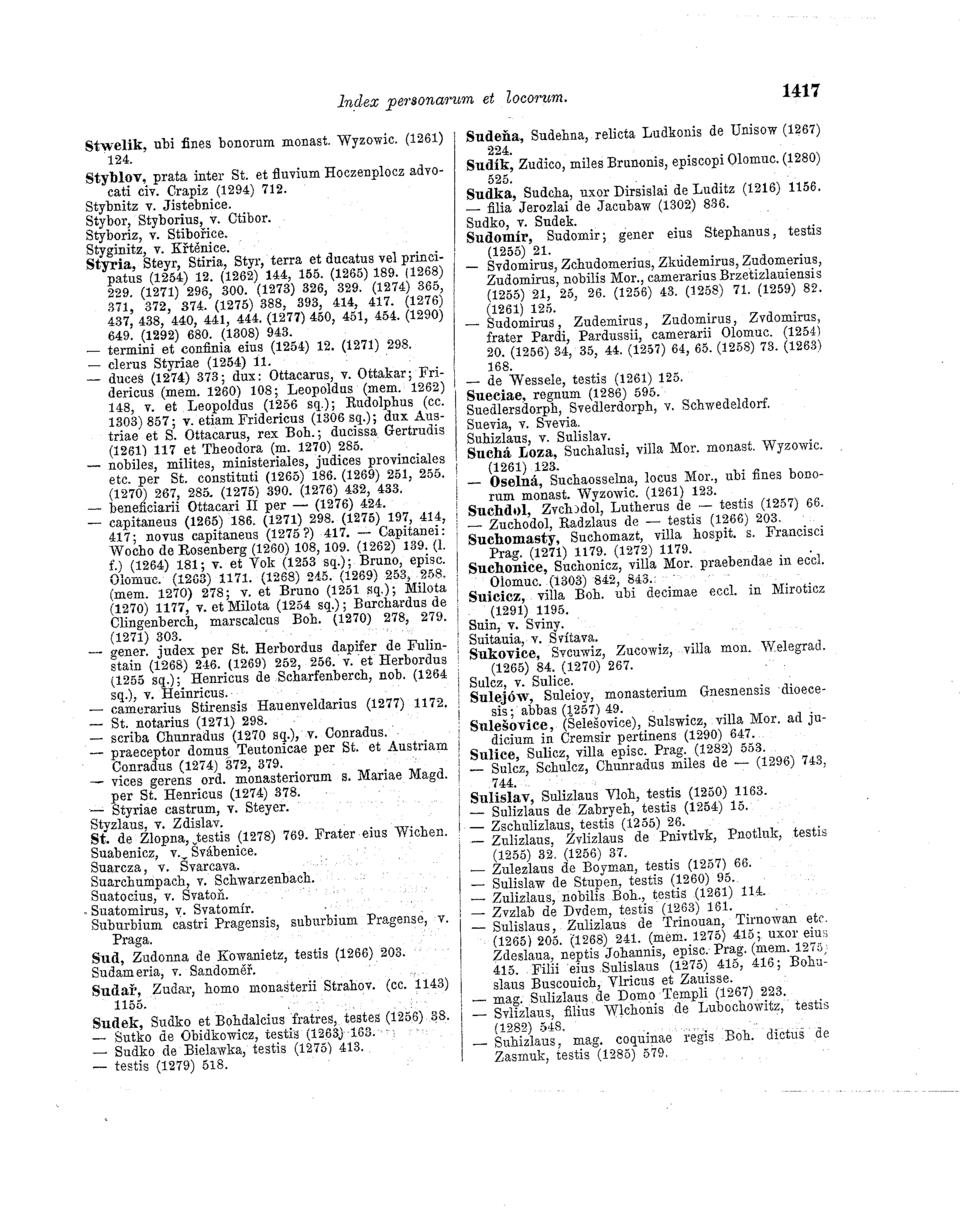 Index personarum et locorum.
1417
Stwelik, ubi fines bonorum monast. Wyzowic. (1261)
124.
Styblov, prata inter St. et fluvium Hoczenplocz advo-
cati civ. Crapiz (1294) 712.
Stybnitz v. Jistebnice.
Stybor, Styborius, v. Ctibor.
Styboriz, v. Stibořice.
Styginitz, v. Křténice.
Styria, Steyr, Stiria, Styr, terra et ducatus vel princi-
patus (1254) 12. (1262) 144, 155. (1265) 189. (1268)
229. (1271) 296, 300. (1273) 326, 329. (1274) 365,
371, 372, 374. (1275) 388, 393, 414, 417. (1276)
437, 438, 440, 441, 444. (1277) 450, 451, 454. (1290)
649. (1292) 680. (1308) 943.
— termini et confinia eius (1254) 12. (1271) 298.
— clerus Styriae (1254) 11.
— duces (1274) 373; dux: Ottacarus, v. Ottakar; Fri-
dericus (mem. 1260) 108; Leopoldus (mem. 1262)
148, v. et Leopoldus (1256 sq.); Rudolphus (cc.
1303) 857; v. etiam Fridericus (1306 sq.); dux Aus-
triae et S. Ottacarus, rex Boh.; ducissa Gertrudis
(1261) 117 et Theodora (m. 1270) 285.
— nobiles, milites, ministeriales, judices provinciales
etc. per St. constituti (1265) 186. (1269) 251, 255.
(1270) 267, 285. (1275) 390. (1276) 432, 433.
— beneficiarii Ottacari II per — (1276) 424.
— capitaneus (1265) 186. (1271) 298. (1275) 197, 414,
417; novus capitaneus (1275?) 417. — Capitanei:
Wocho de Rosenberg (1260) 108, 109. (1262) 139. (l.
f.) (1264) 181; v. et Vok (1253 sq.); Bruno, episc.
Olomuc. (1263) 1171. (1268) 245. (1269) 253, 258.
(mem. 1270) 278; v. et Bruno (1251 sq.); Milota
(1270) 1177, v. et Milota (1254 sq.); Burchardus de
Clingenberch, marscalcus Boh. (1270) 278, 279.
(1271) 303.
— gener. judex per St. Herbordus dapifer de Fulin-
stain (1268) 246. (1269) 252, 256. v. et Herbordus
(1255 sq.); Henricus de Scharfenberch, nob. (1264
sq.), v. Heinricus.
— camerarius Stirensis Hauenveldarius (1277) 1172.
— St. notarius (1271) 298.
— scriba Chunradus (1270 sq.), v. Conradus.
— praeceptor domus Teutonicae per St. et Austriam
Conradus (1274) 372, 379.
— vices gerens ord. monasteriorum s. Mariae Magd.
per St. Henricus (1274) 378.
— Styriae castrum, v. Steyer.
Styzlaus, v. Zdislav.
St. de Zlopna, testis (1278) 769. Frater eius Wichen.
Suabenicz, v. Švábenice.
Suarcza, v. Svarcava.
Suarchumpach, v. Schwarzenbach.
Suatocius, v. Svatoň.
Suatomirus, v. Svatomír.
Suburbium castri Pragensis, suburbium Pragense, v.
Praga.
Sud, Zudonna de Kowanietz, testis (1266) 203.
Sudameria, v. Sandoměř.
Sudař, Zudar, homo monasterii Strahov. (cc. 1143)
1155.
Sudek, Sudko et Bohdalcius fratres, testes (1256) 38.
— Sutko de Obidkowicz, testis (1263) 163.
— Sudko de Bielawka, testis (1275) 413.
— testis (1279) 518.
Sudeňa, Sudehna, relicta Ludkonis de Unisow (1267)
224.
Sudík, Zudico, miles Brunonis, episcopi Olomuc. (1280)
525.
Sudka, Sudcha, uxor Dirsislai de Luditz (1216) 1156.
— filia Jerozlai de Jacubaw (1302) 836.
Sudko, v. Sudek.
Sudomír, Sudomir; gener eius Stephanus, testis
(1255) 21.
— Svdomirus, Zchudomerius, Zkudemirus, Zudomerius,
Zudomirus, nobilis Mor., camerarius Brzetizlauiensis
(1255) 21, 25, 26. (1256) 43. (1258) 71. (1259) 82.
(1261) 125.
— Sudomirus, Zudemirus, Zudomirus, Zvdomirus,
frater Pardi, Pardussii, camerarii Olomuc. (1254)
20. (1256) 34, 35, 44. (1257) 64, 65. (1258) 73. (1263)
168.
— de Wessele, testis (1261) 125.
Sueciae, regnum (1286) 595.
Suedlersdorph, Svedlerdorph, v. Schwedeldorf.
Suevia, v. Svevia.
Suhizlaus, v. Sulislav.
Suchá Loza, Suchalusi, villa Mor. monast. Wyzowic.
(1261) 123.
— Oselná, Suchaosselna, locus Mor., ubi fines bono-
rum monast. Wyzowic. (1261) 123.
Suchdol, Zvchodol, Lutherus de — testis (1257) 66.
— Zuchodol, Radzlaus de — testis (1266) 203.
Suchomasty, Suchomazt, villa hospit. s. Francisci
Prag. (1271) 1179. (1272) 1179.
Suchonice, Suchonicz, villa Mor. praebendae in eccl.
Olomuc. (1303) 842, 843.
Suicicz, villa Boh. ubi decimae eccl. in Miroticz
(1291) 1195.
Suin, v. Sviny.
Suitauia, v. Svítava.
Sukovice, Svcuwiz, Zucowiz, villa mon. Welegrad.
(1265) 84. (1270) 267.
Sulcz, v. Sulice.
Sulejów, Suleioy, monasterium Gnesnensis dioece-
sis; abbas (1257) 49.
Sulešovice, (Selešovice), Sulswicz, villa Mor. ad ju-
dicium in Cremsir pertinens (1290) 647.
Sulice, Sulicz, villa episc. Prag. (1282) 553.
— Sulcz, Schulcz, Chunradus miles de — (1296) 743,
744.
Sulislav, Sulizlaus Vloh, testis (1250) 1163.
— Sulizlaus de Zabryeh, testis (1254) 15.
— Zschulizlaus, testis (1255) 26.
— Zulizlaus, Zvlizlaus de Pnivtlvk, Pnotluk, testis
(1255) 32. (1256) 37.
— Zulezlaus de Boyman, testis (1257) 66.
— Sulislaw de Stupen, testis (1260) 95.
— Zulizlaus, nobilis Boh., testis (1261) 114.
— Zvzlab de Dvdem, testis (1263) 161.
— Sulislaus, Zulizlaus de Trinouan, Tirnowan etc.
(1265) 205. (1268) 241. (mem. 1275) 415; uxor eius
Zdeslaua, neptis Johannis, episc. Prag. (mem. 1275)
415. Filii eius Sulislaus (1275) 415, 416; Bohu-
slaus Buscouich, Vlricus et Zauisse.
— mag. Sulizlaus de Domo Templi (1267) 223.
— Svlizlaus, filius Wlchonis de Lubochowitz, testis
(1282) 548.
— Suhizlaus, mag. coquinae regis Boh. dictus de
Zasmuk, testis (1285) 579.